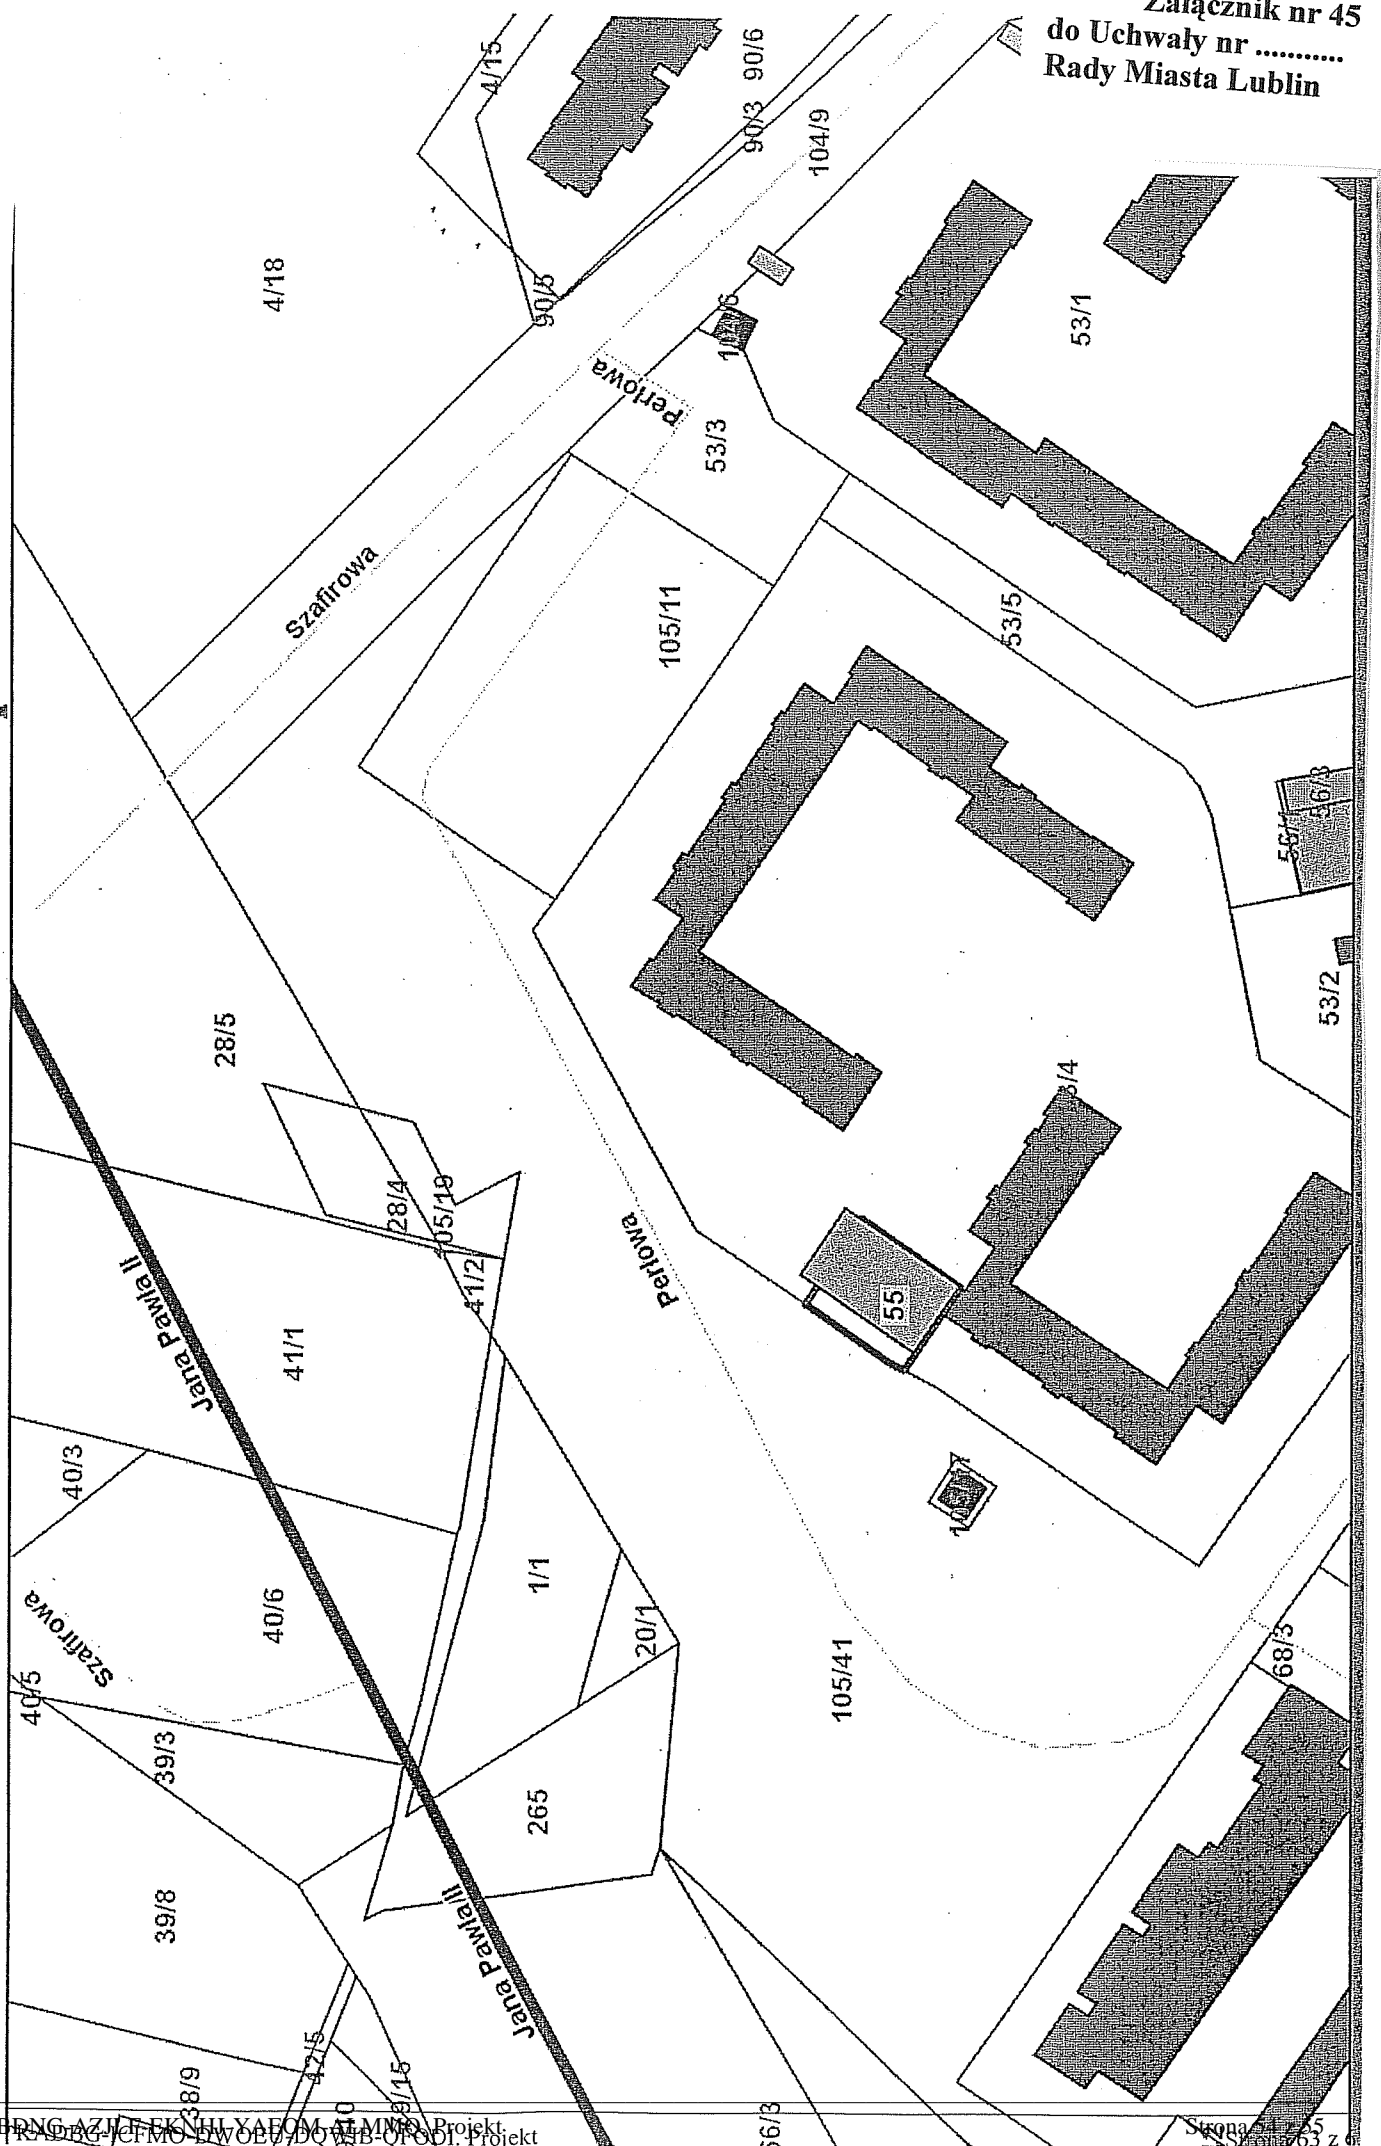 Załącznik nr 45
do Uchwały nr ...........
Rady Miasta Lublin
4/15
90/6
90/3
104/9
4/18
90/5
53/1
Perłowa
53/3
Szafirowa
105/11
53/5
56/3
53/2
28/5
28/4
41/2
Perłowa
Jana Pawła II
41/1
55
40/3
1/1
40/6
20/1
Szafirowa
40/5
105/41
68/3
39/3
265
39/8
Jana Pawła II
42/5
38/9
Projekt
Projekt